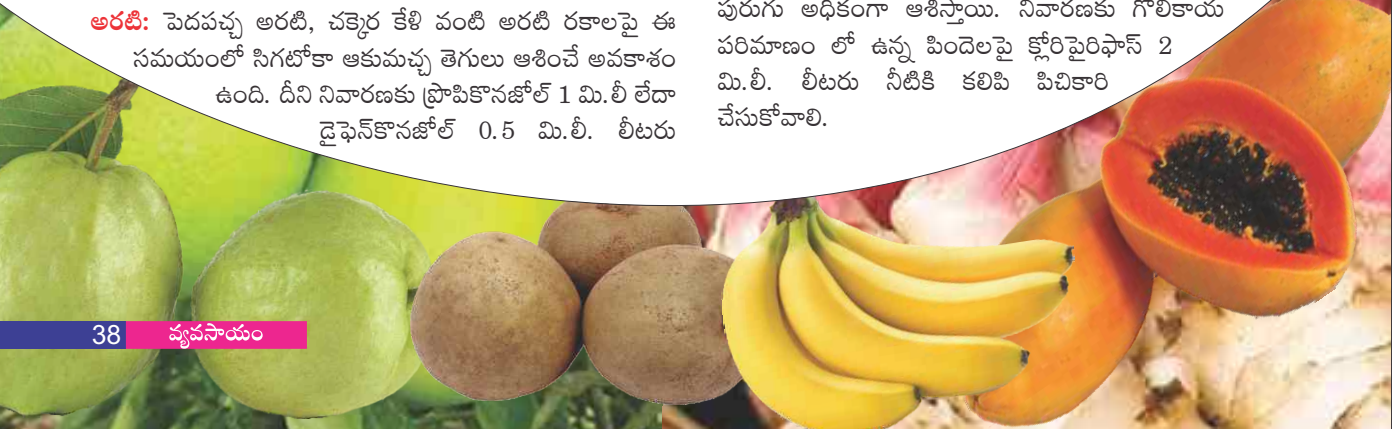 అరటి: పెదపచ్చ అరటి, చక్కెర కేళి వంటి అరటి రకాలపై ఈ
సమయంలో సిగటోకా ఆకుమచ్చ తెగులు ఆశించే అవకాశం
ఉంది. దీని నివారణకు ప్రొపికొనజోల్ 1 మి.లీ లేదా
డైఫెన్‌కొనజోల్ 0.5 మి.లీ. లీటరు
పురుగు అధికంగా ఆశిస్తాయి. నివారణకు గోలికాయ
పరిమాణం లో ఉన్న పిందెలపై క్లోరిపైరిఫాస్ 2
మి.లీ. లీటరు నీటికి కలిపి పిచికారి
చేసుకోవాలి.
38 వ్యవసాయం